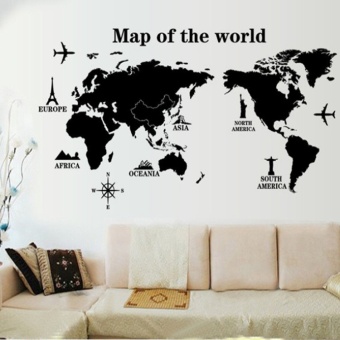 Map of the world
EUROPE
ASIA
NORTH
AMERICA
AFRICA
OCEANIA
SOUTH
AMERICA
N
W S
E